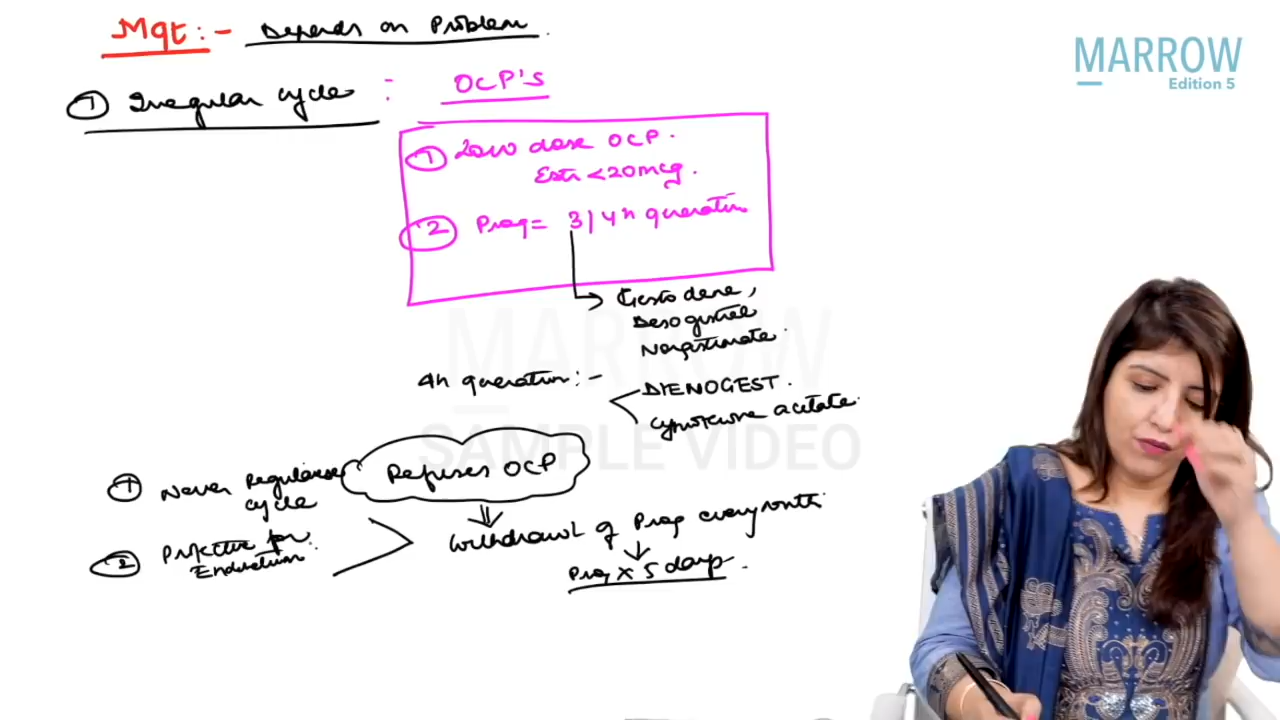 Mgt:- Depends on Problem.
① Irregular cycle : OCP's
① Low dose OCP.
Estr <20mcg.
② Prog = 3/4th generation
Gestodene,
Desogestrel
Norgestimate.
4th generation:-
DIENOGEST.
cyproterone acetate.
Refuses OCP
① Never Regularise cycle
② Protective for Endometrium.
withdrawl of Prog every month
Prog x 5 days.
MARROW
Edition 5
MARROW
SAMPLE VIDEO